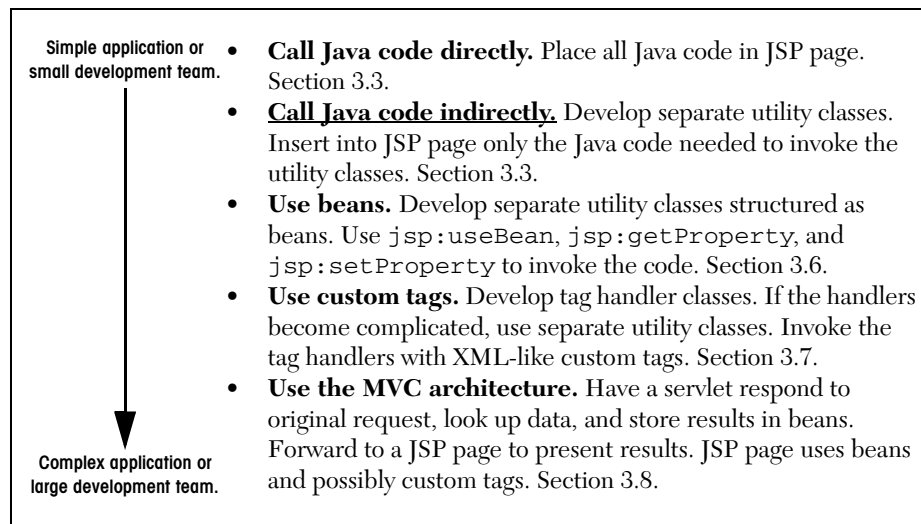 Simple application or
small development team.
• Call Java code directly. Place all Java code in JSP page.
Section 3.3.
• Call Java code indirectly. Develop separate utility classes.
Insert into JSP page only the Java code needed to invoke the
utility classes. Section 3.3.
• Use beans. Develop separate utility classes structured as
beans. Use jsp:useBean, jsp:getProperty, and
jsp:setProperty to invoke the code. Section 3.6.
• Use custom tags. Develop tag handler classes. If the handlers
become complicated, use separate utility classes. Invoke the
tag handlers with XML-like custom tags. Section 3.7.
• Use the MVC architecture. Have a servlet respond to
original request, look up data, and store results in beans.
Forward to a JSP page to present results. JSP page uses beans
and possibly custom tags. Section 3.8.
Complex application or
large development team.